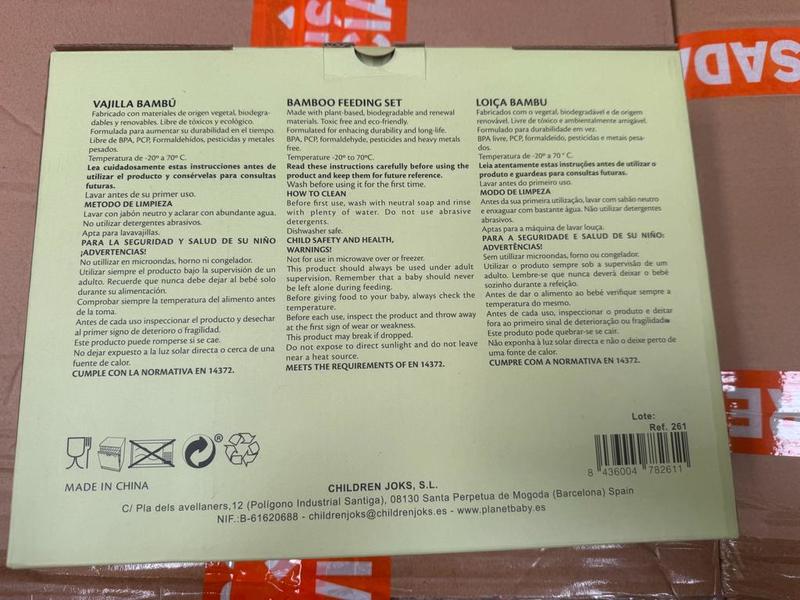 VAJILLA BAMBÚ
Fabricado con materiales de origen vegetal, biodegra-
dables y renovables. Libre de tóxicos y ecológico.
Formulada para aumentar su durabilidad en el tiempo.
Libre de BPA, PCP, Formaldehídos, pesticidas y metales
pesados.
Temperatura de -20º a 70º C.
Lea cuidadosamente estas instrucciones antes de
utilizar el producto y consérvelas para consultas
futuras.
Lavar antes de su primer uso.
METODO DE LIMPIEZA
Lavar con jabón neutro y aclarar con abundante agua.
No utilizar detergentes abrasivos.
Apta para lavavajillas.
PARA LA SEGURIDAD Y SALUD DE SU NIÑO
¡ADVERTENCIAS!
No utillizar en microondas, horno ni congelador.
Utilizar siempre el producto bajo la supervisión de un
adulto. Recuerde que nunca debe dejar al bebé solo
durante su alimentación.
Comprobar siempre la temperatura del alimento antes
de la toma.
Antes de cada uso inspeccionar el producto y desechar
al primer signo de deterioro o fragilidad.
Este producto puede romperse si se cae.
No dejar expuesto a la luz solar directa o cerca de una
fuente de calor.
CUMPLE CON LA NORMATIVA EN 14372.
BAMBOO FEEDING SET
Made with plant-based, biodegradable and renewal
materials. Toxic free and eco-friendly.
Formulated for enhacing durability and long-life.
BPA, PCP, formaldehyde, pesticides and heavy metals
free.
Temperature -20º to 70ºC.
Read these instructions carefully before using the
product and keep them for future reference.
Wash before using it for the first time.
HOW TO CLEAN
Before first use, wash with neutral soap and rinse
with plenty of water. Do not use abrasive
detergents.
Dishwasher safe.
CHILD SAFETY AND HEALTH,
WARNINGS!
Not for use in microwave over or freezer.
This product should always be used under adult
supervision. Remember that a baby should never
be left alone during feeding.
Before giving food to your baby, always check the
temperature.
Before each use, inspect the product and throw away
at the first sign of wear or weakness.
This product may break if dropped.
Do not expose to direct sunlight and do not leave
near a heat source.
MEETS THE REQUIREMENTS OF EN 14372.
LOIÇA BAMBU
Fabricados com o vegetal, biodegradável e de origem
renovável. Livre de tóxico e ambientalmente amigável.
Formulado para durabilidade em vez.
BPA livre, PCP, formaldeído, pesticidas e metais pesa-
dos.
Temperatura de -20º a 70 º C.
Leia atentamente estas instruções antes de utilizar o
produto e guardeas para consultas futuras.
Lavar antes do primeiro uso.
MODO DE LIMPEZA
Antes da sua primeira utilização, lavar com sabão neutro
e enxaguar com bastante água. Não utilizar detergentes
abrasivos.
Aptas para a máquina de lavar louça.
PARA A SEGURIDADE E SALUDE DE SU NIÑO:
ADVERTÊNCIAS!
Sem utilizar microondas, forno ou congelador.
Utilizar o produto sempre sob a supervisão de um
adulto. Lembre-se que nunca deverá deixar o bebé
sozinho durante a refeição.
Antes de dar o alimento ao bebé verifique sempre a
temperatura do mesmo.
Antes de cada uso, inspecionar o produto e deitar
fora ao primeiro sinal de deterioração ou fragilidade
Este produto pode quebrar-se se cair.
Não exponha à luz solar directa e não o deixe perto de
uma fonte de calor.
CUMPRE COM A NORMATIVA EN 14372.
Lote:
Ref. 261
8 436004 782611
MADE IN CHINA
CHILDREN JOKS, S.L.
C/ Pla dels avellaners,12 (Polígono Industrial Santiga), 08130 Santa Perpetua de Mogoda (Barcelona) Spain
NIF.:B-61620688 - childrenjoks@childrenjoks.es - www.planetbaby.es